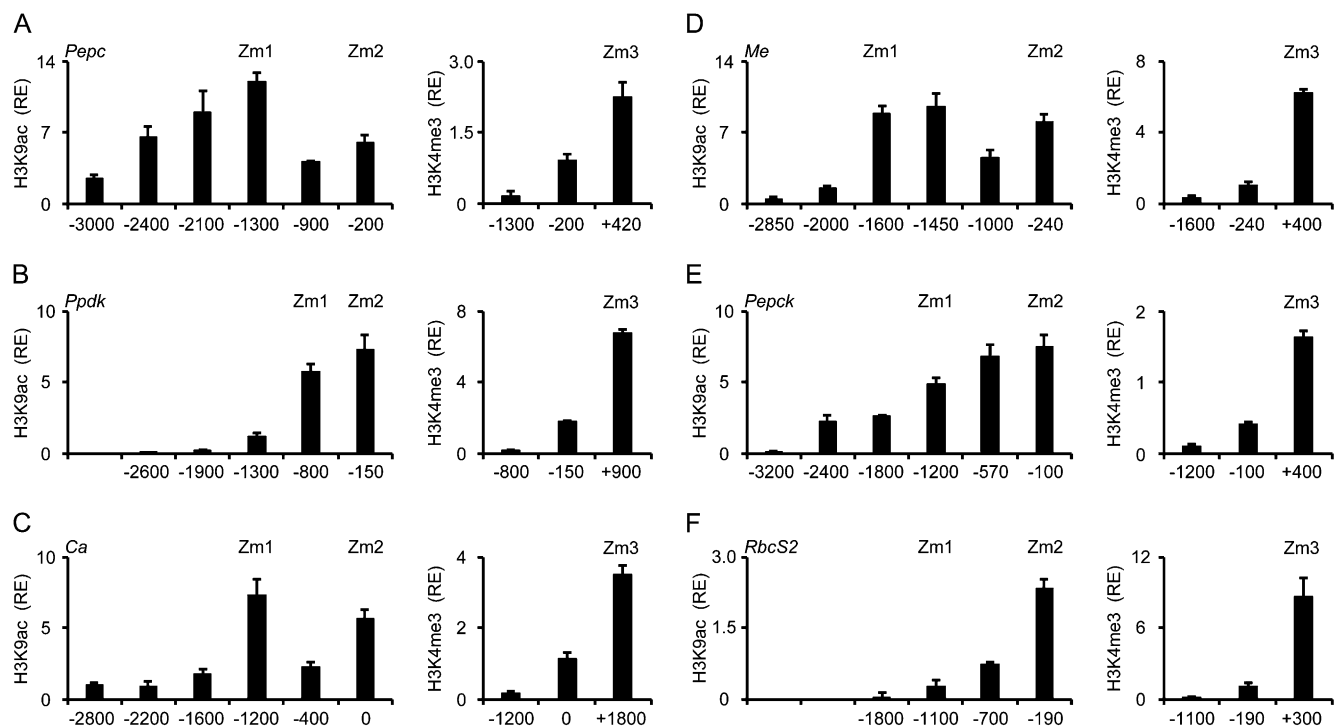 A
Pepc
Zm1
Zm2
H3K9ac (RE)
14
7
0
-3000 -2400 -2100 -1300 -900 -200
Zm3
H3K4me3 (RE)
3.0
1.5
0
-1300 -200 +420
D
Me
Zm1
Zm2
H3K9ac (RE)
14
7
0
-2850 -2000 -1600 -1450 -1000 -240
Zm3
H3K4me3 (RE)
8
4
0
-1600 -240 +400
B
Ppdk
Zm1
Zm2
H3K9ac (RE)
10
5
0
-2600 -1900 -1300 -800 -150
Zm3
H3K4me3 (RE)
8
4
0
-800 -150 +900
E
Pepck
Zm1
Zm2
H3K9ac (RE)
10
5
0
-3200 -2400 -1800 -1200 -570 -100
Zm3
H3K4me3 (RE)
2
1
0
-1200 -100 +400
C
Ca
Zm1
Zm2
H3K9ac (RE)
10
5
0
-2800 -2200 -1600 -1200 -400 0
Zm3
H3K4me3 (RE)
4
2
0
-1200 0 +1800
F
RbcS2
Zm1
Zm2
H3K9ac (RE)
3.0
1.5
0
-1800 -1100 -700 -190
Zm3
H3K4me3 (RE)
12
6
0
-1100 -190 +300